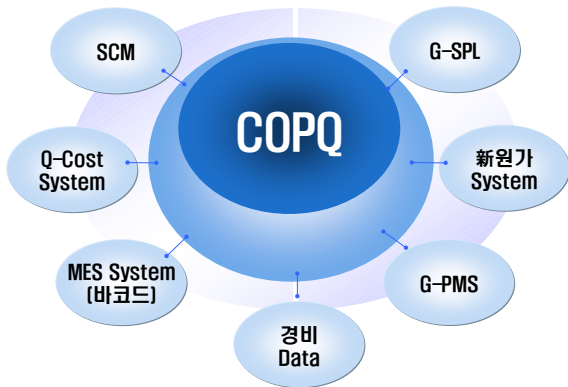 SCM
G-SPL
COPQ
Q-Cost
System
新원가
System
MES System
(바코드)
G-PMS
경비
Data